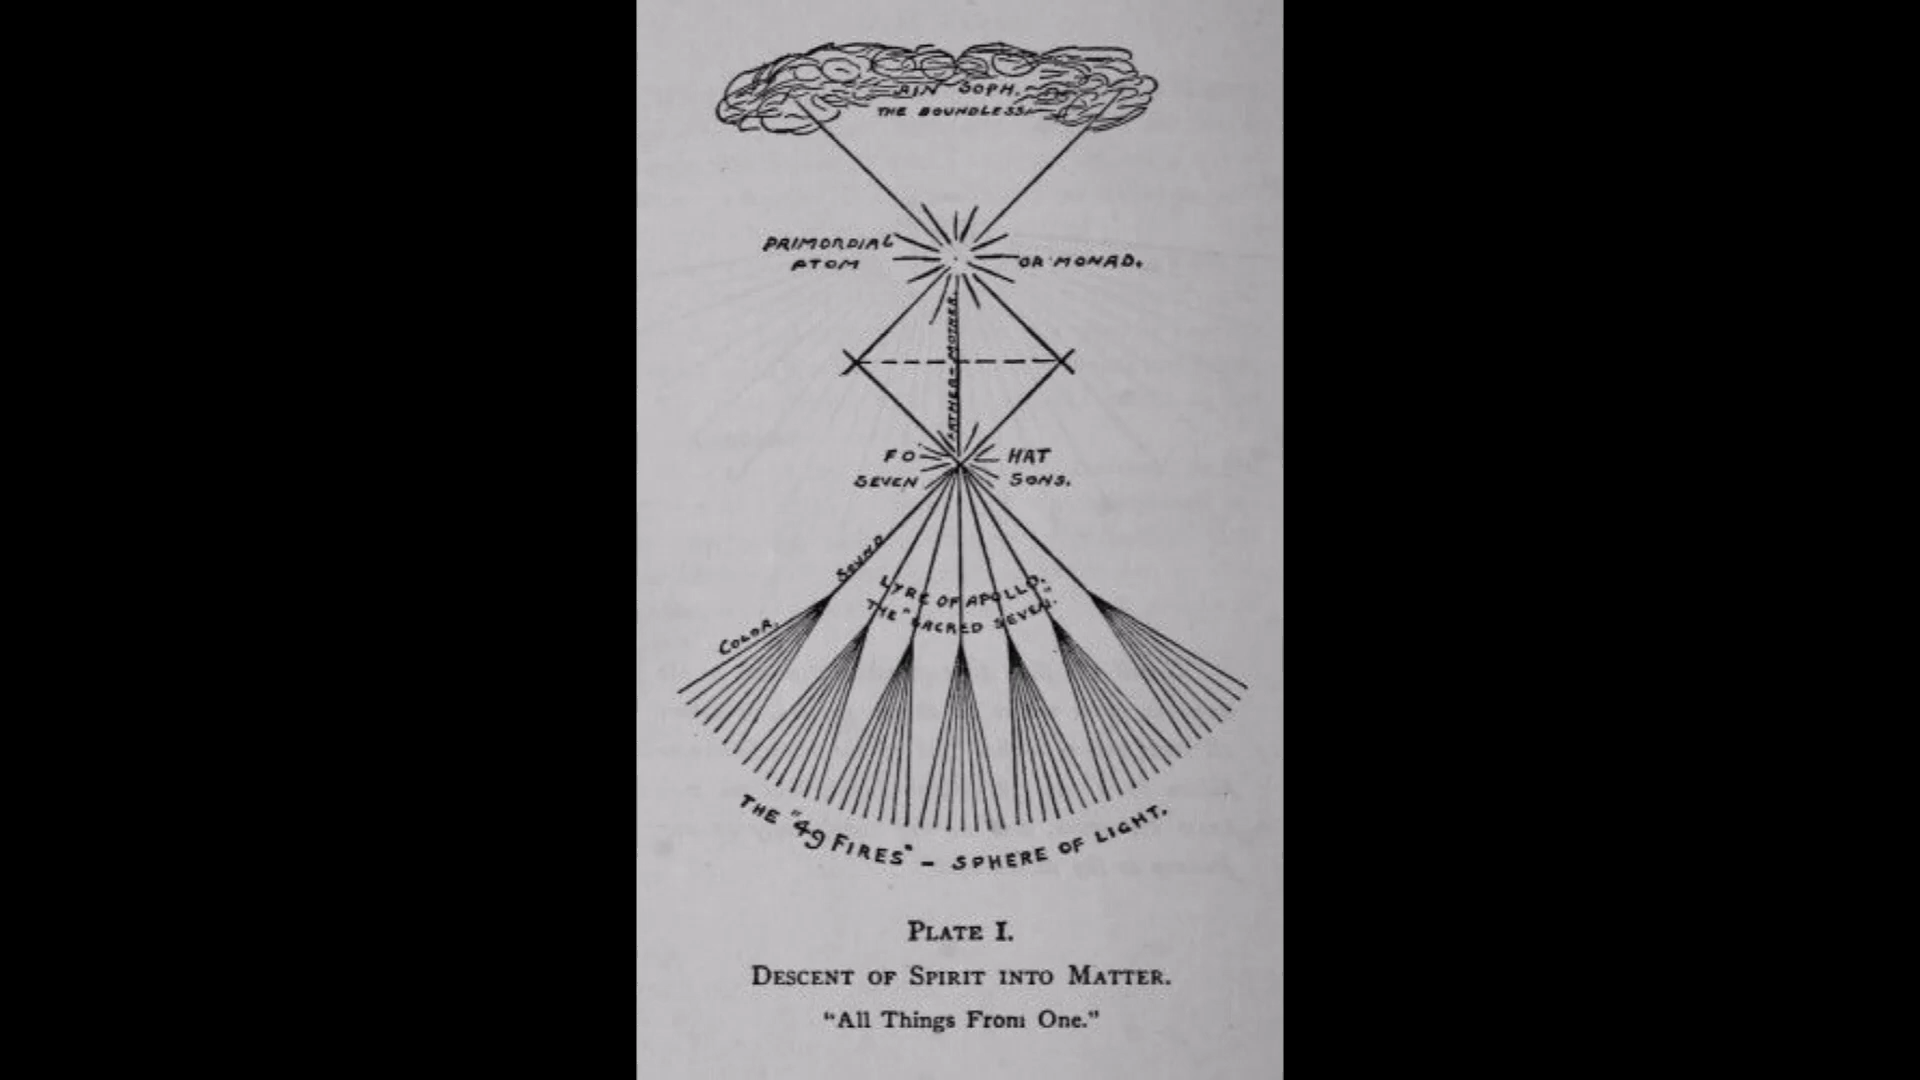 AIN SOPH.
THE BOUNDLESS.
PRIMORDIAL
ATOM
OR MONAD.
FATHER-MOTHER.
FO HAT
SEVEN SONS.
SOUND
LYRE OF APOLLO.
THE "SACRED SEVEN."
COLOR.
THE "49 FIRES" - SPHERE OF LIGHT.
PLATE I.
DESCENT OF SPIRIT INTO MATTER.
"All Things From One."